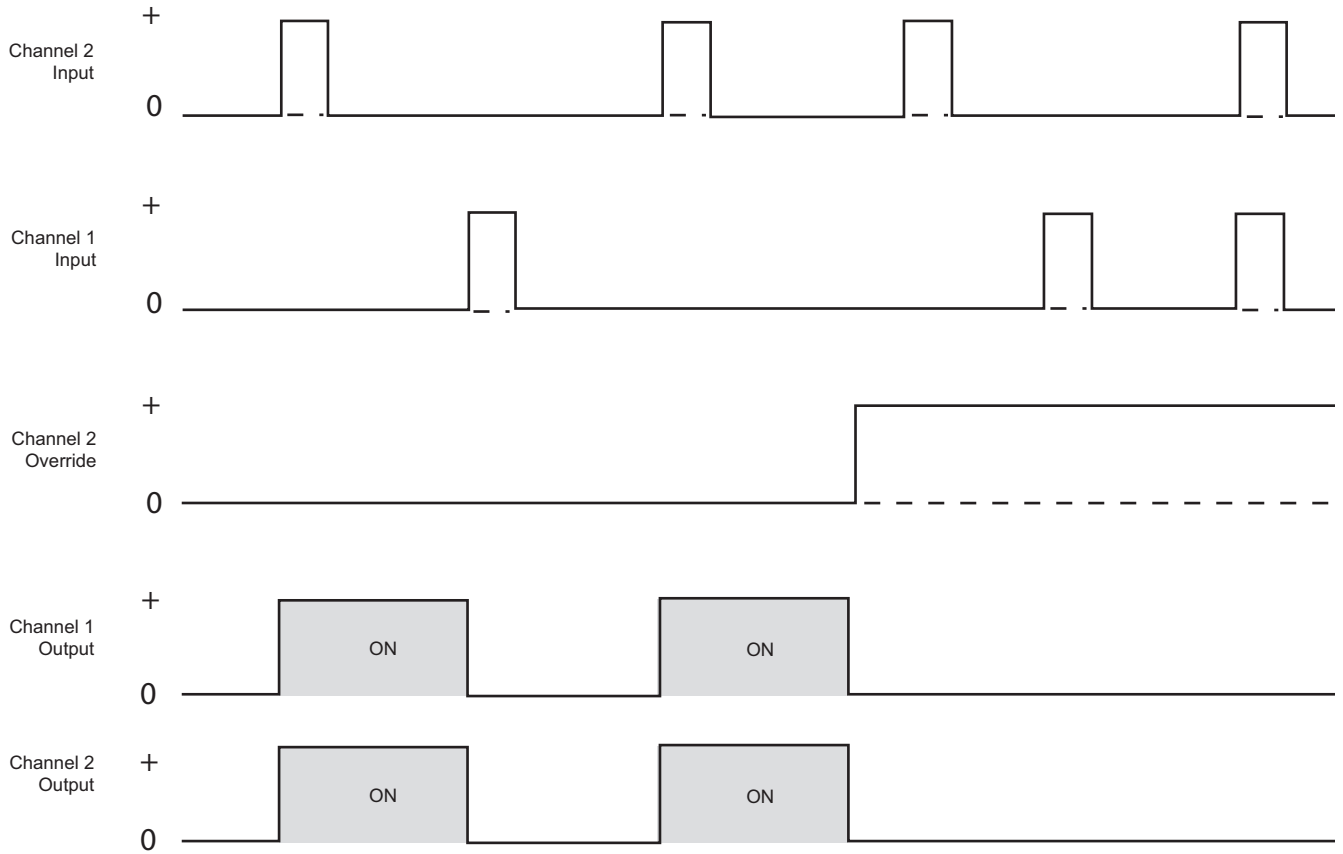 +
Channel 2
Input
0
+
Channel 1
Input
0
+
Channel 2
Override
0
+
Channel 1
Output
ON
ON
0
+
Channel 2
Output
ON
ON
0